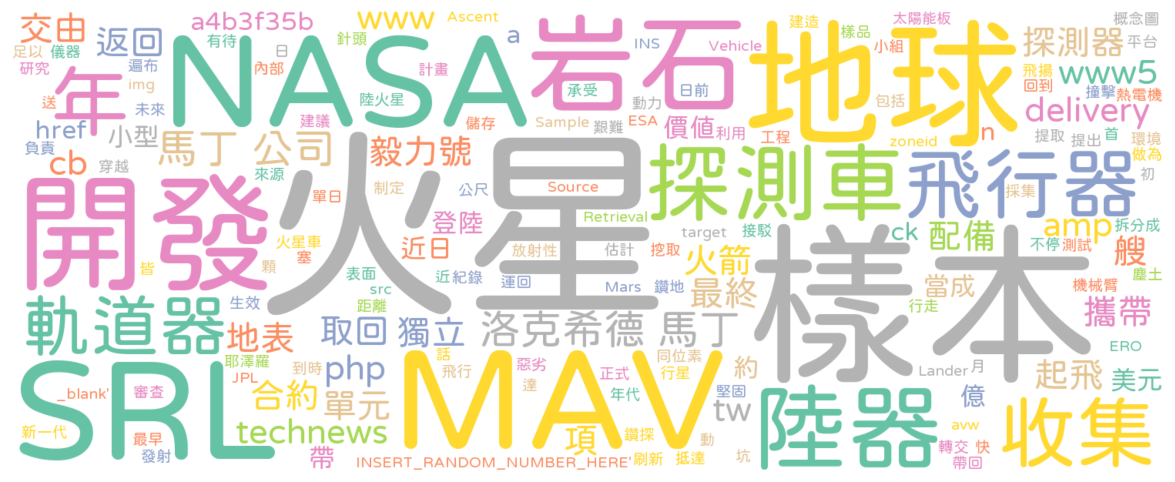 交由 返回 a4b3f35b www Ascent a INS Vehicle 建造 太陽能板 概念圖
足以 儀器 有待 針頭 樣品 小組 探測器 平台
研究 遍布 日 計畫 陸火星 承受 日前 飛揚 www5
年 NASA 岩石 地球
img 內部 動力 回到 撞擊 熱電機
送 未來 儲存 Sample 艱難 ESA 價值 利用 包括 delivery
href 小型 建議 工程 zoneid n 提取 提出 首 環境
負責 馬丁 公司 毅力號 做為
cb 穿越 來源 探測車 飛行器 初
開發 火星 單日 制定 公尺 Source 採集
火星車 塞 登陸 Retrieval target 接駁 ck 配備 amp 拆分成
近日 放射性 估計 挖取 火箭 不停 測試 艘
皆 顆 表面 近 紀錄 運回 Mars 鑽地 最終 樣本 當成 塵土
src 機械臂
軌道器 生效 距離 行走 攜帶
地表 取回 獨立 洛克希德 馬丁
耶澤羅 話 同位素 ERO
SRL JPL 到時 php 飛行 MAV 惡劣 行星 約 Lander 月 起飛 美元
_blank' 審查 合約 單元 達 正式 年代 堅固 tw 陸器 億 收集
新一代 最早 technews 項 鑽探 動 avw
發射 帶 INSERT_RANDOM_NUMBER_HERE' 刷新 抵達 坑 轉交 快
帶回